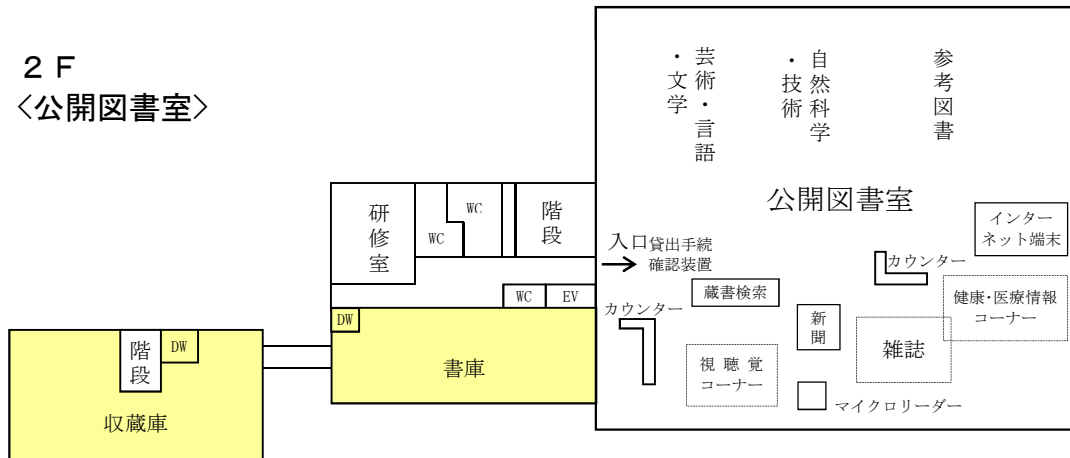 ２Ｆ
〈公開図書室〉
芸術・言語
・文学
自然科学
・技術
参考図書
公開図書室
研修室
WC
WC
階段
入口
貸出手続
確認装置
インター
ネット端末
カウンター
蔵書検索
WC
EV
健康・医療情報
コーナー
カウンター
DW
新聞
雑誌
書庫
階段
DW
視聴覚
コーナー
マイクロリーダー
収蔵庫